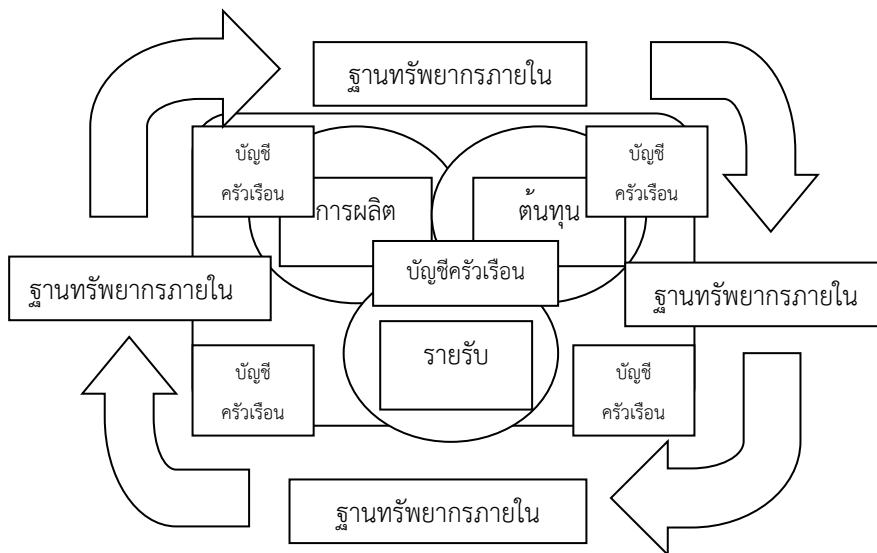 ฐานทรัพยากรภายใน
บัญชี
ครัวเรือน
บัญชี
ครัวเรือน
การผลิต
ต้นทุน
บัญชีครัวเรือน
ฐานทรัพยากรภายใน
ฐานทรัพยากรภายใน
รายรับ
บัญชี
ครัวเรือน
บัญชี
ครัวเรือน
ฐานทรัพยากรภายใน